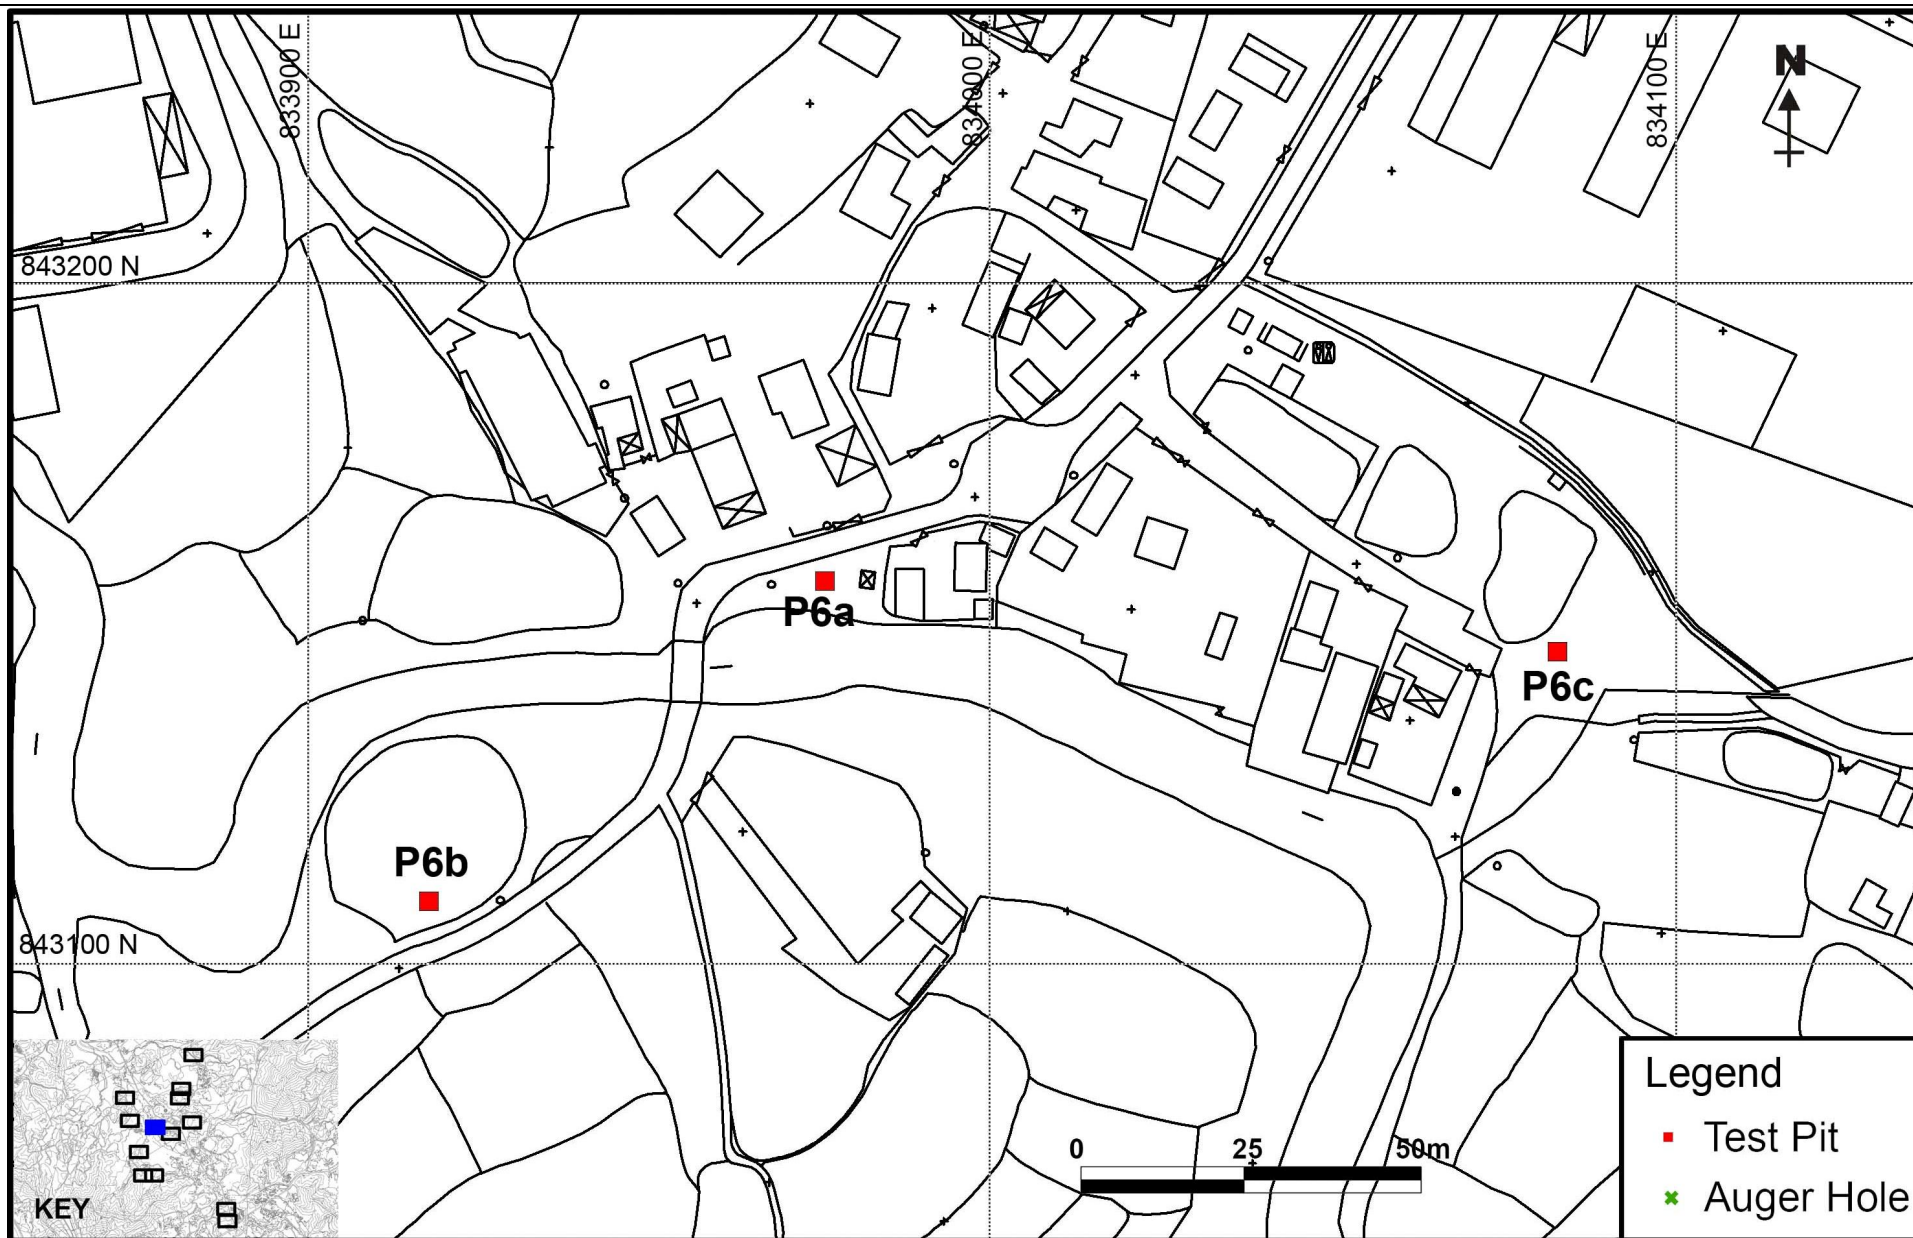 833900 E
834000 E
834100 E
N
843200 N
P6a
P6c
P6b
843100 N
KEY
0 25 50m
Legend
Test Pit
Auger Hole